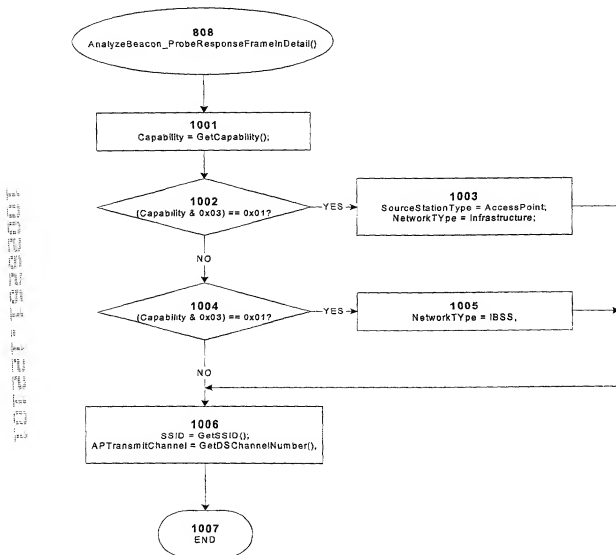 808
AnalyzeBeacon_ProbeResponseFrameInDetail()
1001
Capability = GetCapability();
1002
(Capability & 0x03) == 0x01?
YES
1003
SourceStationType = AccessPoint;
NetworkTYpe = Infrastructure;
NO
1004
(Capability & 0x03) == 0x01?
YES
1005
NetworkTYpe = IBSS,
NO
1006
SSID = GetSSID();
APTransmitChannel = GetDSChannelNumber(),
1007
END